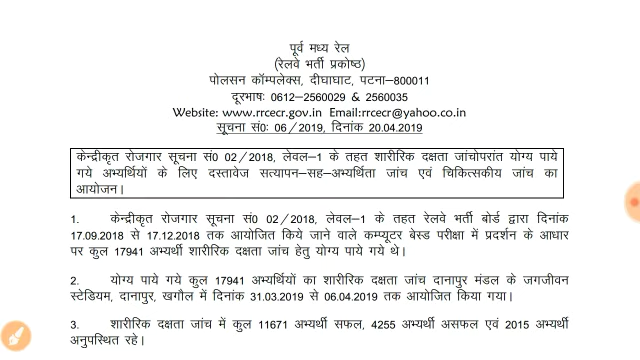 पूर्व मध्य रेल
(रेलवे भर्ती प्रकोष्ठ)
पोलसन कॉम्पलेक्स, दीघाघाट, पटना–800011
दूरभाषः 0612–2560029 & 2560035
Website: www.rrcecr.gov.in Email:rrcecr@yahoo.co.in
सूचना सं0: 06/2019, दिनांक 20.04.2019
केन्द्रीकृत रोजगार सूचना सं0 02/2018, लेवल–1 के तहत शारीरिक दक्षता जांचोपरांत योग्य पाये
गये अभ्यर्थियों के लिए दस्तावेज सत्यापन–सह–अभ्यर्थिता जांच एवं चिकित्सकीय जांच का
आयोजन।
1. केन्द्रीकृत रोजगार सूचना सं0 02/2018, लेवल–1 के तहत रेलवे भर्ती बोर्ड द्वारा दिनांक
17.09.2018 से 17.12.2018 तक आयोजित किये जाने वाले कम्प्यूटर बेस्ड परीक्षा में प्रदर्शन के आधार
पर कुल 17941 अभ्यर्थी शारीरिक दक्षता जांच हेतु योग्य पाये गये थे।
2. योग्य पाये गये कुल 17941 अभ्यर्थियों का शारीरिक दक्षता जांच दानापुर मंडल के जगजीवन
स्टेडियम, दानापुर, खगौल में दिनांक 31.03.2019 से 06.04.2019 तक आयोजित किया गया।
3. शारीरिक दक्षता जांच में कुल 11671 अभ्यर्थी सफल, 4255 अभ्यर्थी असफल एवं 2015 अभ्यर्थी
अनुपस्थित रहे।